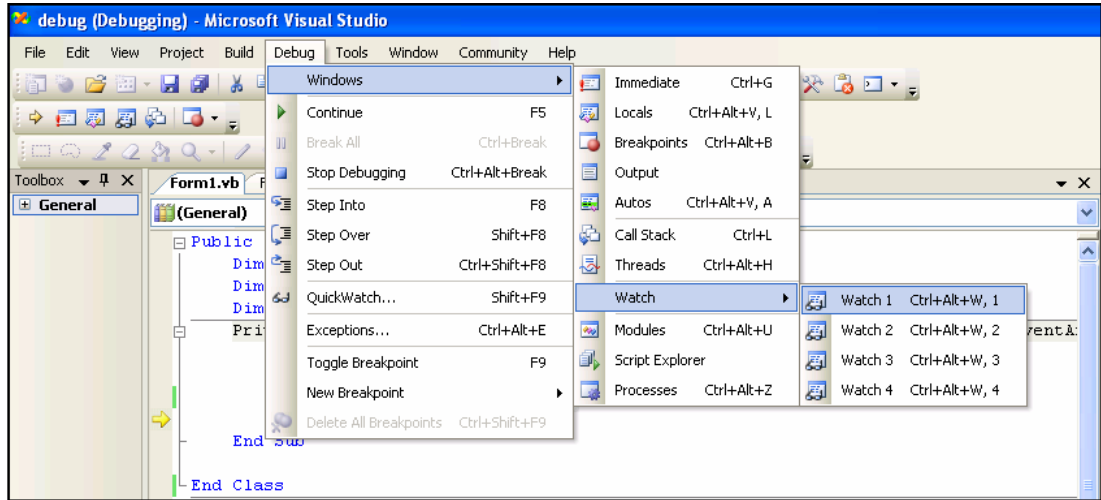 debug (Debugging) - Microsoft Visual Studio
File Edit View Project Build Debug Tools Window Community Help
Windows
Continue F5
Break All Ctrl+Break
Stop Debugging Ctrl+Alt+Break
Step Into F8
Step Over Shift+F8
Step Out Ctrl+Shift+F8
QuickWatch... Shift+F9
Exceptions... Ctrl+Alt+E
Toggle Breakpoint F9
New Breakpoint
Delete All Breakpoints Ctrl+Shift+F9
Immediate Ctrl+G
Locals Ctrl+Alt+V, L
Breakpoints Ctrl+Alt+B
Output
Autos Ctrl+Alt+V, A
Call Stack Ctrl+L
Threads Ctrl+Alt+H
Watch
Modules Ctrl+Alt+U
Script Explorer
Processes Ctrl+Alt+Z
Watch 1 Ctrl+Alt+W, 1
Watch 2 Ctrl+Alt+W, 2
Watch 3 Ctrl+Alt+W, 3
Watch 4 Ctrl+Alt+W, 4
Toolbox
General
Form1.vb
(General)
Public
Dim
Dim
Dim
Pri
End Sub
End Class